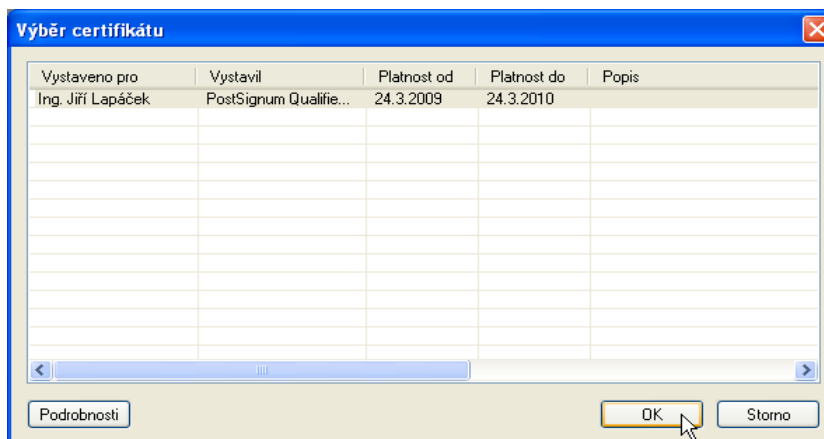 Výběr certifikátu
Vystaveno pro Vystavil Platnost od Platnost do Popis
Ing. Jiří Lapáček PostSignum Qualifie... 24.3.2009 24.3.2010
Podrobnosti OK Storno